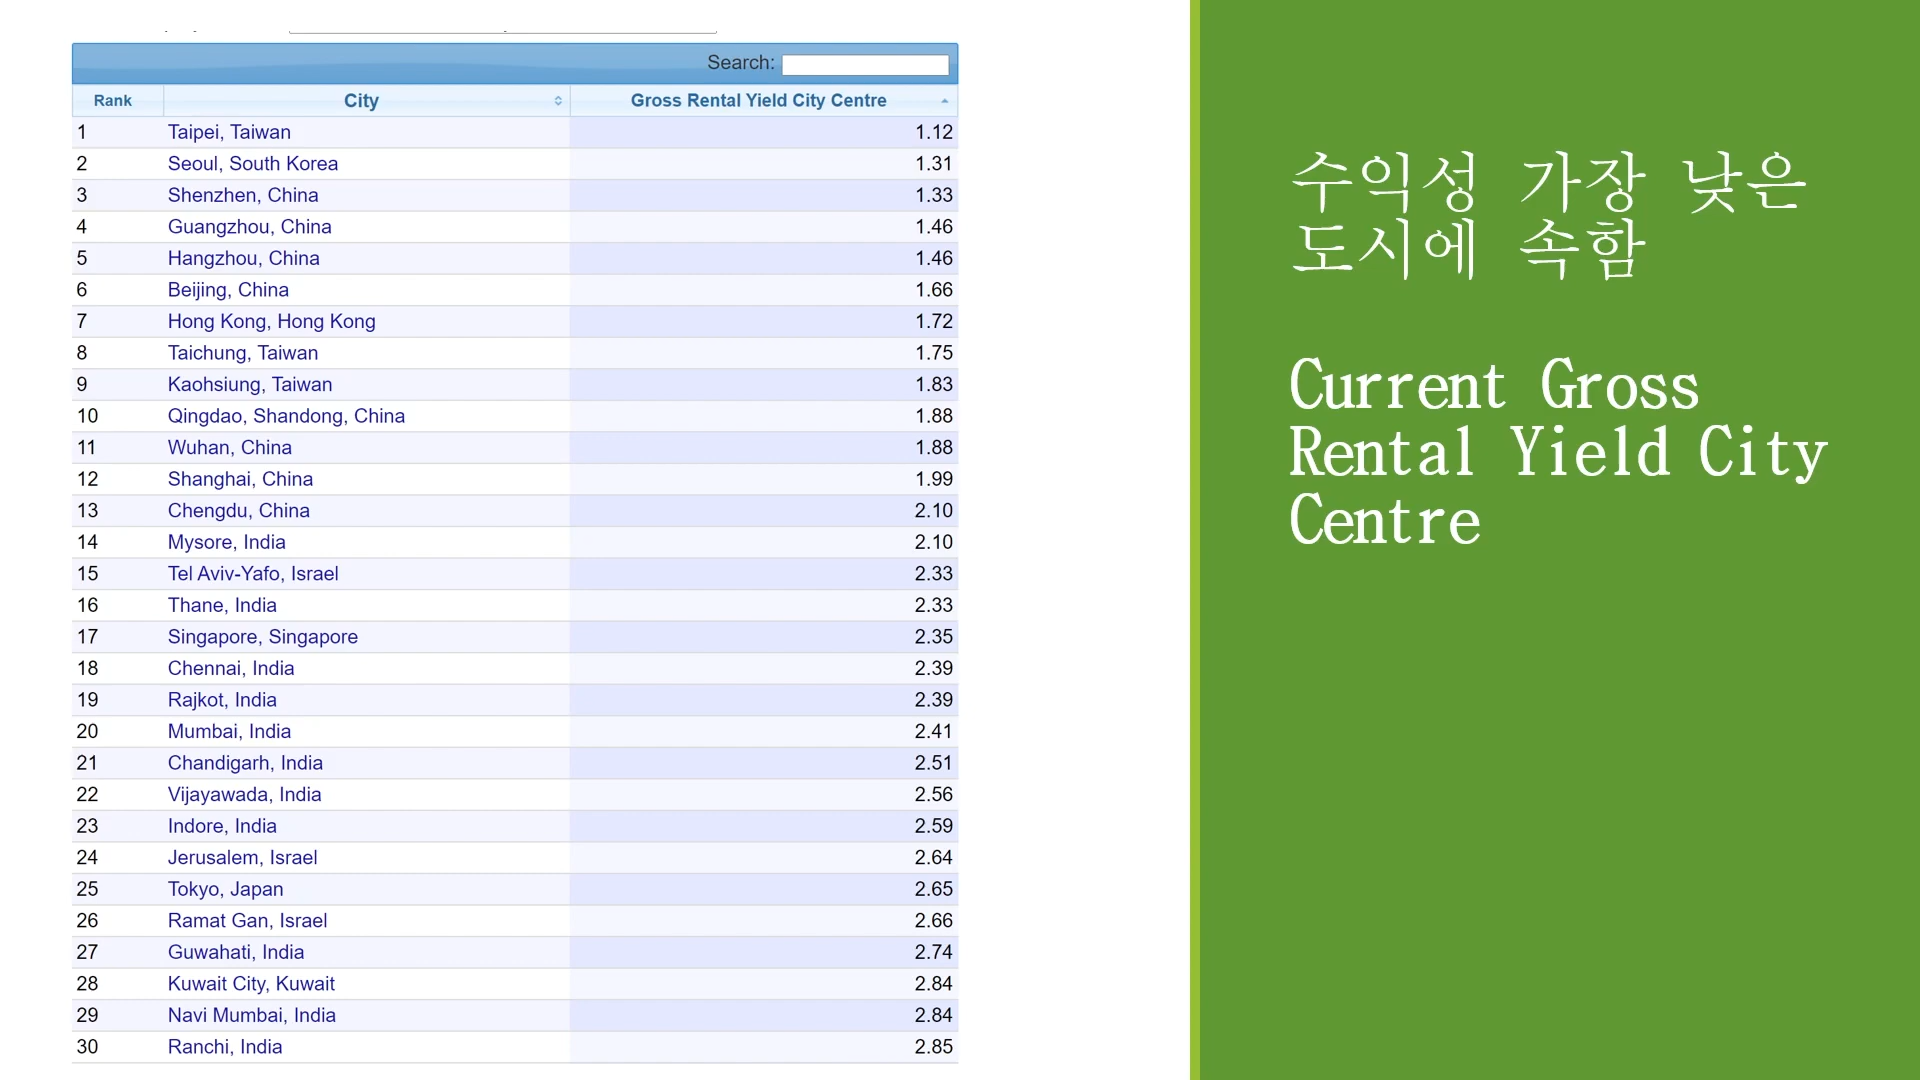 Search:
Rank City Gross Rental Yield City Centre
1 Taipei, Taiwan 1.12
2 Seoul, South Korea 1.31
3 Shenzhen, China 1.33
4 Guangzhou, China 1.46
5 Hangzhou, China 1.46
6 Beijing, China 1.66
7 Hong Kong, Hong Kong 1.72
8 Taichung, Taiwan 1.75
9 Kaohsiung, Taiwan 1.83
10 Qingdao, Shandong, China 1.88
11 Wuhan, China 1.88
12 Shanghai, China 1.99
13 Chengdu, China 2.10
14 Mysore, India 2.10
15 Tel Aviv-Yafo, Israel 2.33
16 Thane, India 2.33
17 Singapore, Singapore 2.35
18 Chennai, India 2.39
19 Rajkot, India 2.39
20 Mumbai, India 2.41
21 Chandigarh, India 2.51
22 Vijayawada, India 2.56
23 Indore, India 2.59
24 Jerusalem, Israel 2.64
25 Tokyo, Japan 2.65
26 Ramat Gan, Israel 2.66
27 Guwahati, India 2.74
28 Kuwait City, Kuwait 2.84
29 Navi Mumbai, India 2.84
30 Ranchi, India 2.85
수익성 가장 낮은
도시에 속함
Current Gross
Rental Yield City
Centre